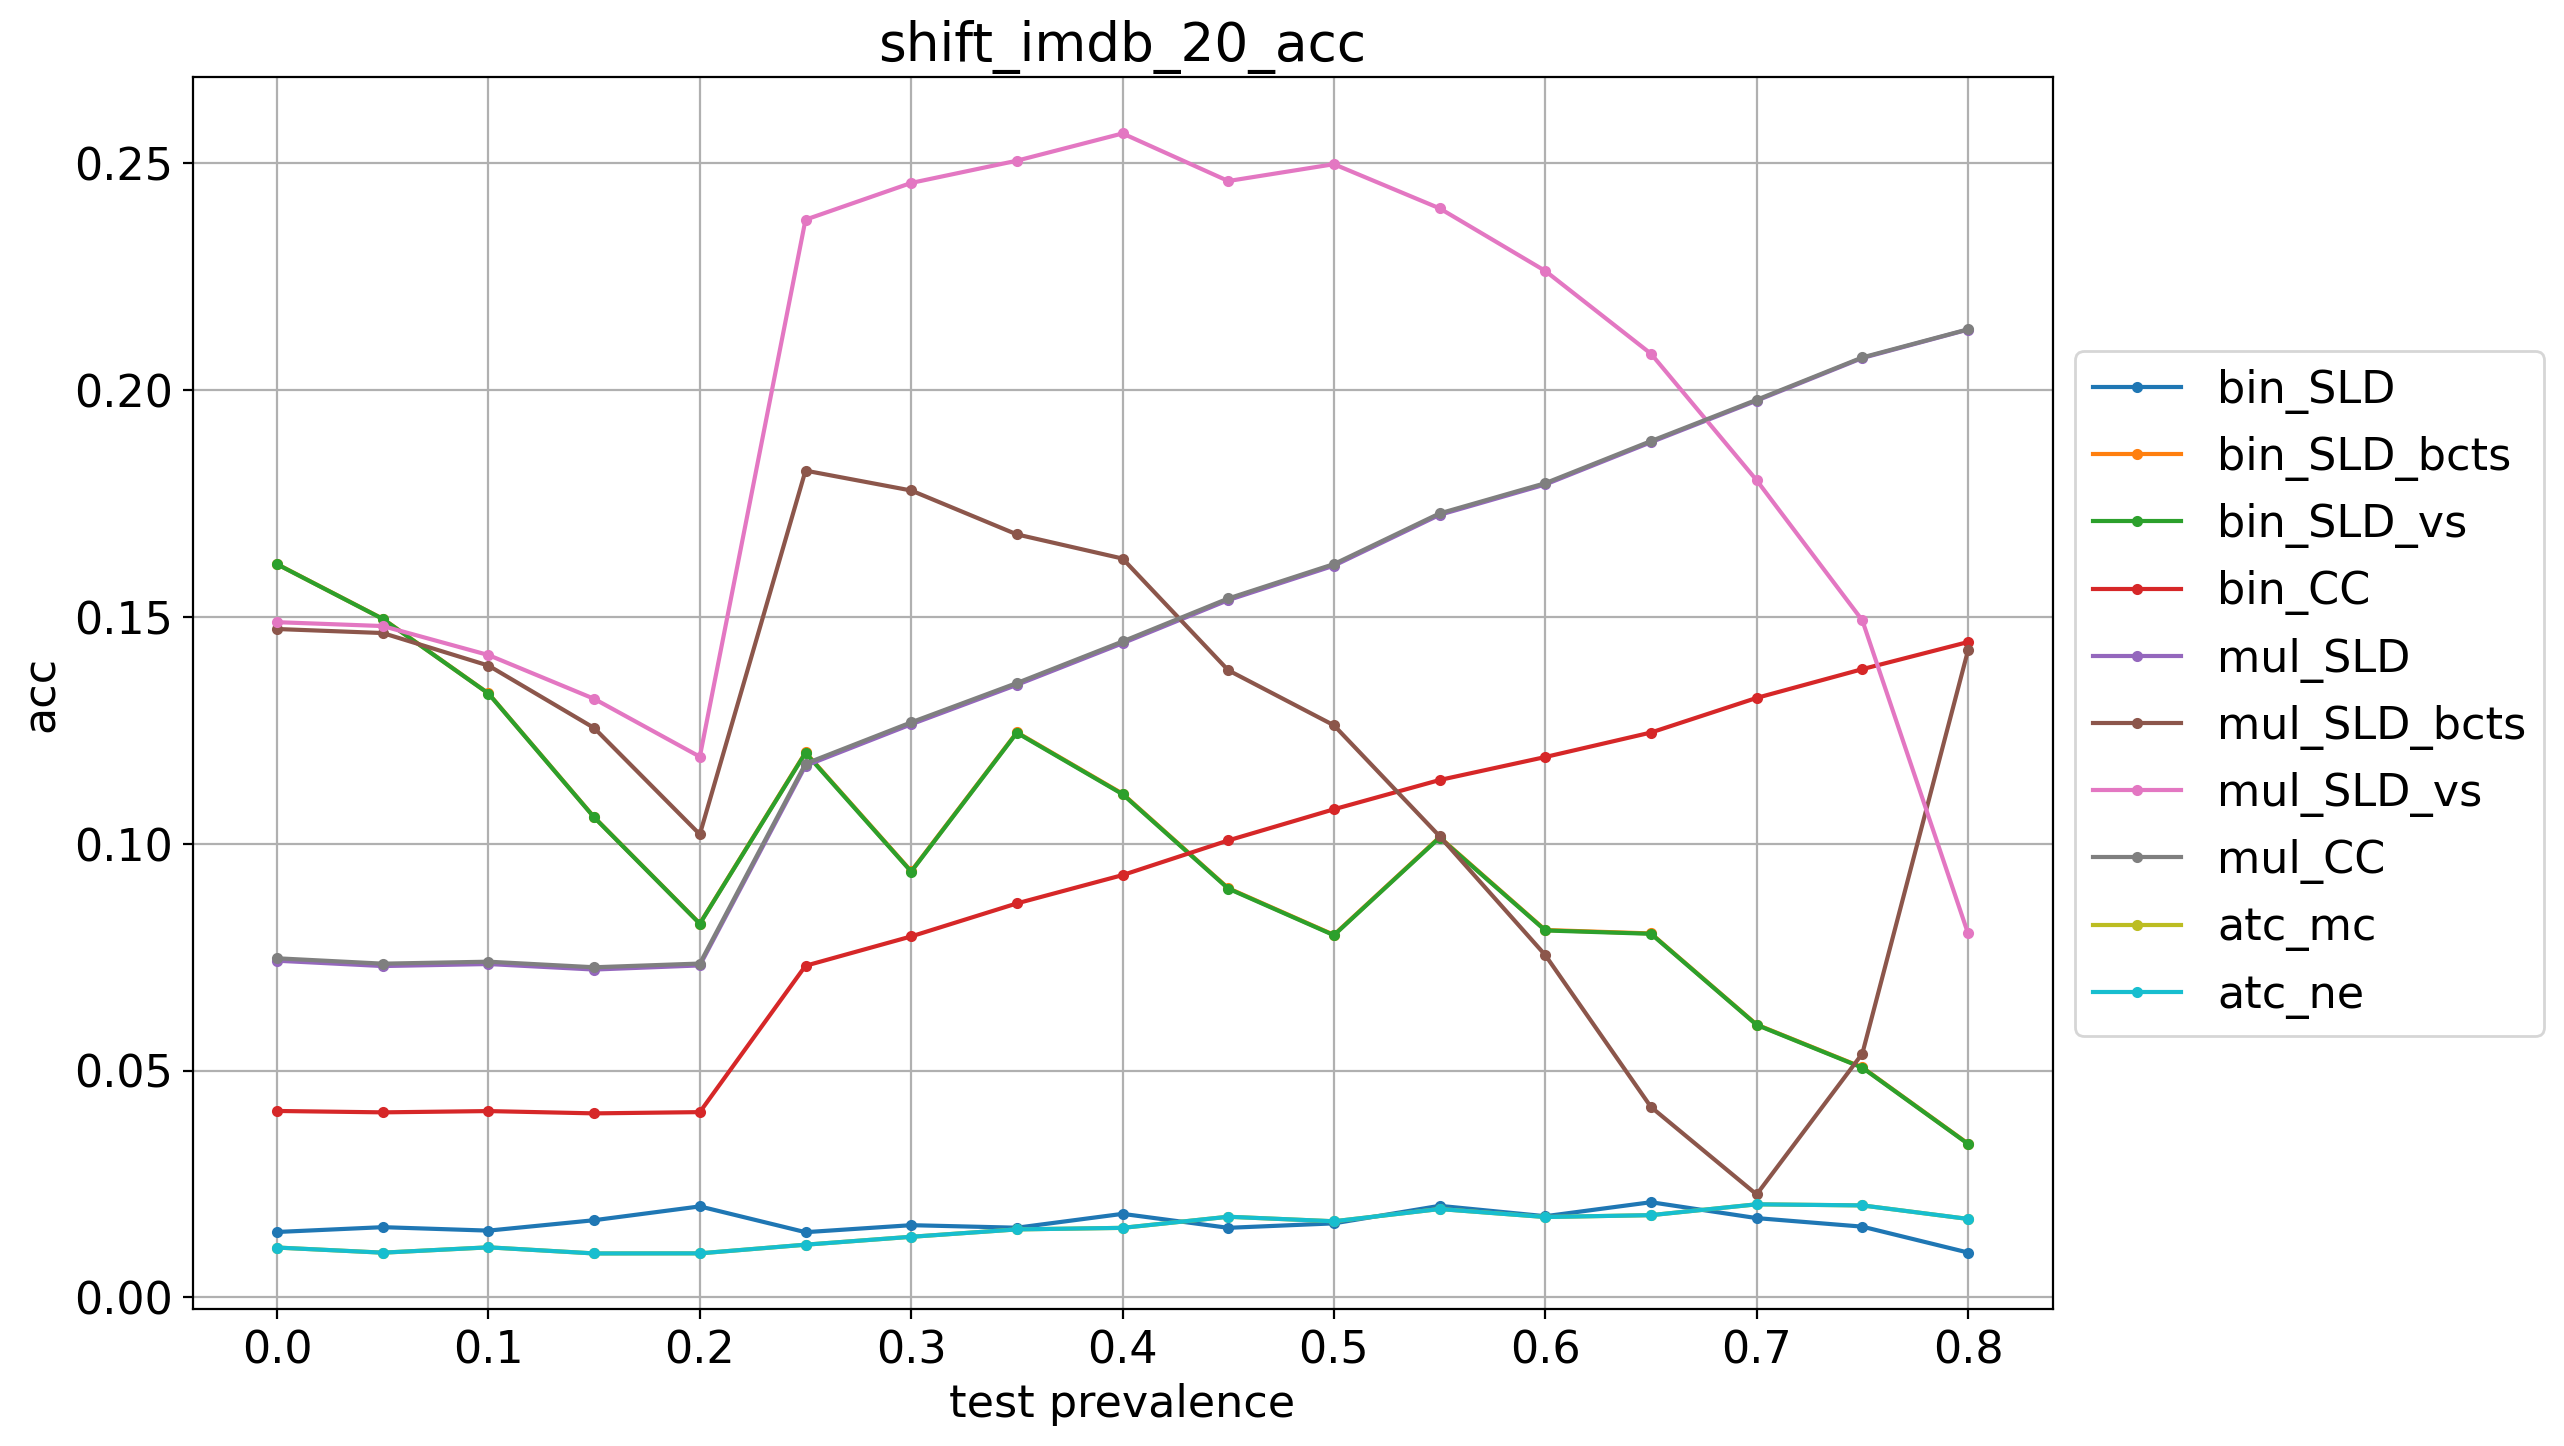 shift_imdb_20_acc
acc
0.25
0.20
0.15
0.10
0.05
0.00
0.0 0.1 0.2 0.3 0.4 0.5 0.6 0.7 0.8
test prevalence
bin_SLD
bin_SLD_bcts
bin_SLD_vs
bin_CC
mul_SLD
mul_SLD_bcts
mul_SLD_vs
mul_CC
atc_mc
atc_ne